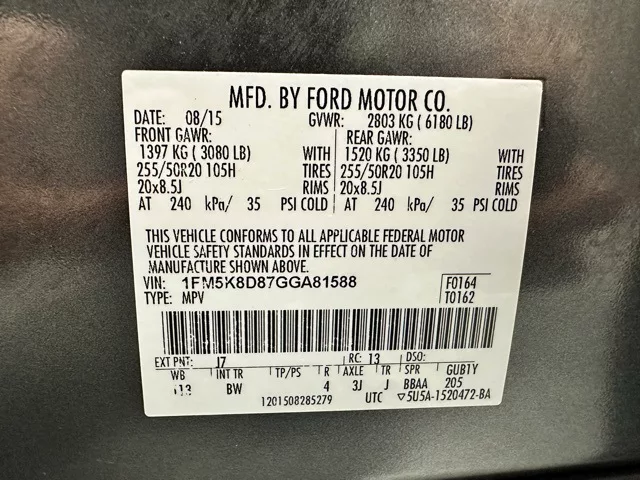 MFD. BY FORD MOTOR CO.
DATE: 08/15 GVWR: 2803 KG ( 6180 LB)
FRONT GAWR: REAR GAWR:
1397 KG ( 3080 LB) WITH 1520 KG ( 3350 LB) WITH
255/50R20 105H TIRES 255/50R20 105H TIRES
20x8.5J RIMS 20x8.5J RIMS
AT 240 kPa/ 35 PSI COLD AT 240 kPa/ 35 PSI COLD
THIS VEHICLE CONFORMS TO ALL APPLICABLE FEDERAL MOTOR
VEHICLE SAFETY STANDARDS IN EFFECT ON THE DATE OF
MANUFACTURE SHOWN ABOVE.
VIN: 1FM5K8D87GGA81588 F0164
TYPE: MPV T0162
EXT PNT: J7 RC: 13 DSO:
WB INT TR TP/PS R AXLE TR SPR GUB1Y
113 BW 4 3J J BBAA 205
1201508285279 UTC ▽5U5A-1520472-BA